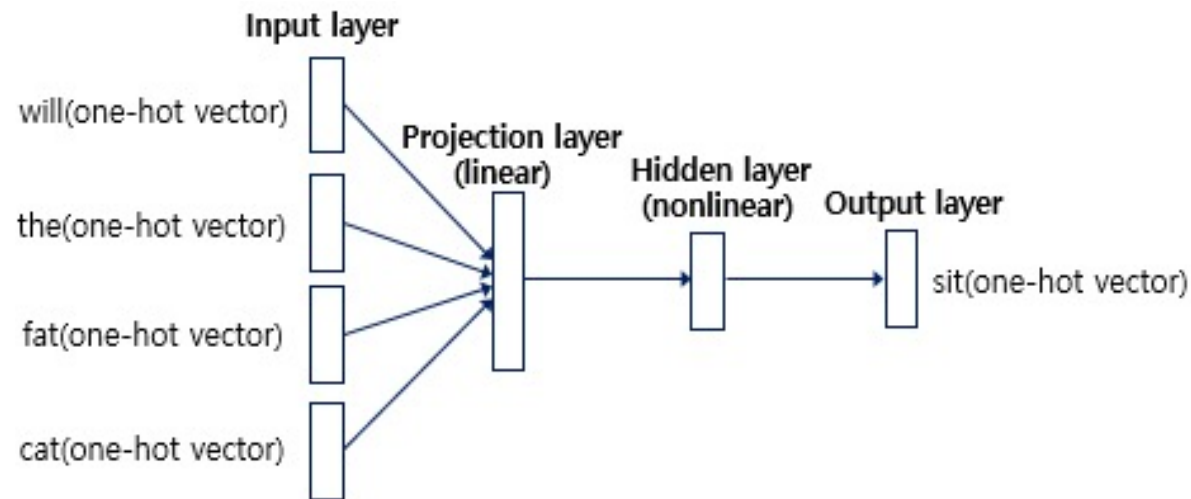 Input layer
will(one-hot vector)
Projection layer
(linear)
Hidden layer
(nonlinear)
Output layer
the(one-hot vector)
sit(one-hot vector)
fat(one-hot vector)
cat(one-hot vector)